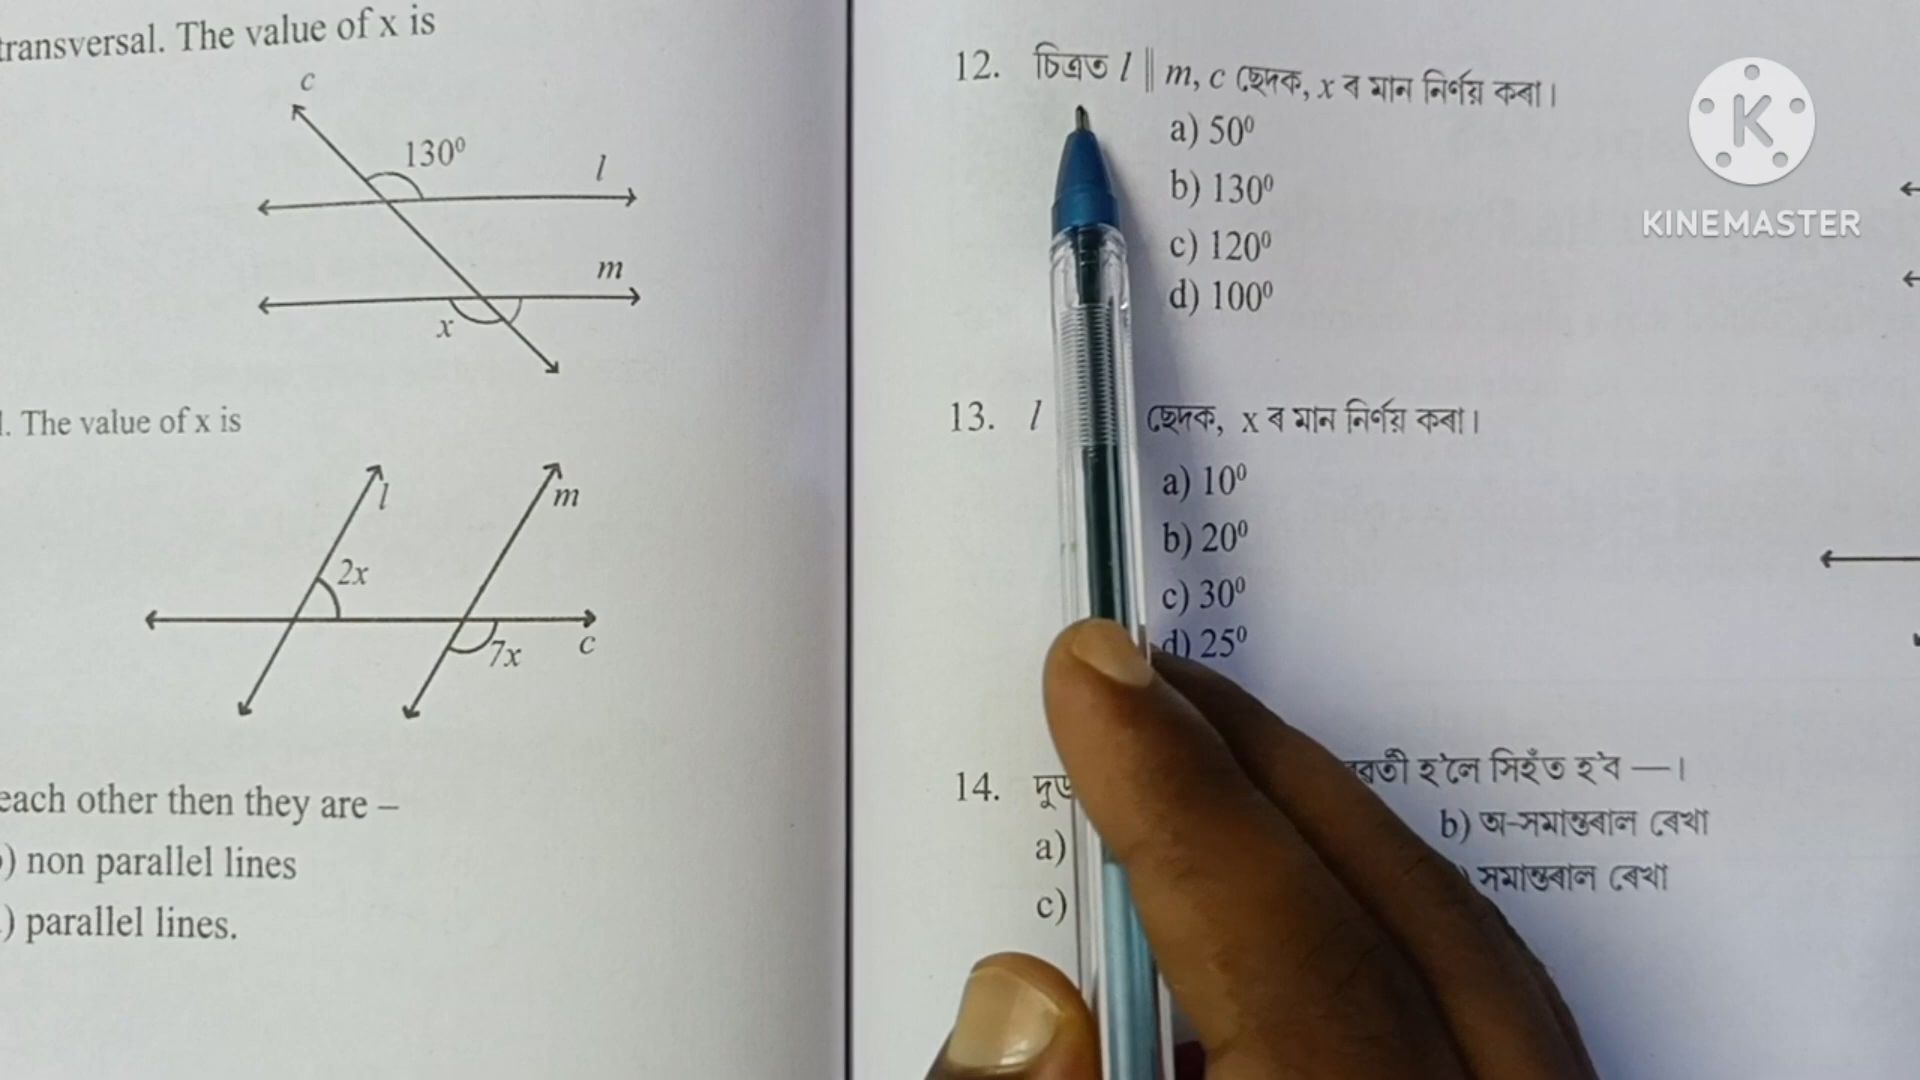 transversal. The value of x is
c
130⁰
l
m
x
. The value of x is
l
m
2x
7x
c
each other then they are –
) non parallel lines
) parallel lines.
12. চিত্ৰত l || m, c ছেদক, x ৰ মান নিৰ্ণয় কৰা।
a) 50⁰
b) 130⁰
c) 120⁰
d) 100⁰
13. l ছেদক, x ৰ মান নিৰ্ণয় কৰা।
a) 10⁰
b) 20⁰
c) 30⁰
d) 25⁰
14. হ'লে সিহঁত হ'ব —।
a)
b) অ-সমান্তৰাল ৰেখা
c)
) সমান্তৰাল ৰেখা
K
KINEMASTER